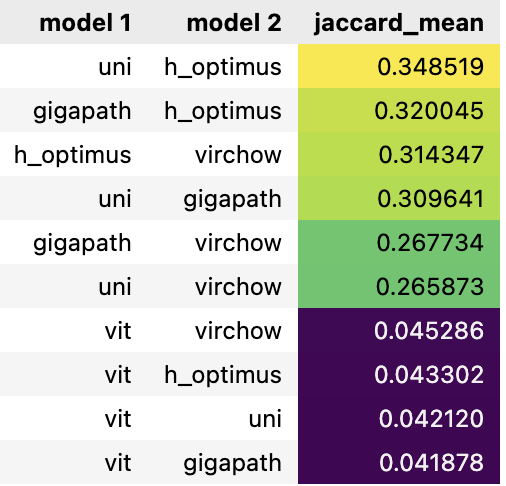 model 1 model 2 jaccard_mean
uni h_optimus 0.348519
gigapath h_optimus 0.320045
h_optimus virchow 0.314347
uni gigapath 0.309641
gigapath virchow 0.267734
uni virchow 0.265873
vit virchow 0.045286
vit h_optimus 0.043302
vit uni 0.042120
vit gigapath 0.041878